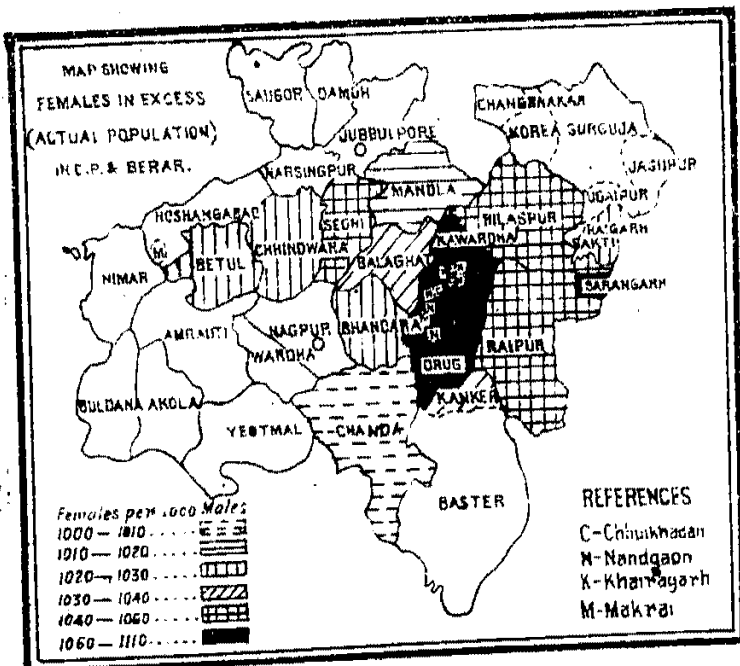 MAP SHOWING
FEMALES IN EXCESS
(ACTUAL POPULATION)
IN C.P. & BERAR.
SAUGOR
DAMOH
JUBBULPORE
CHANGBHAKAR
KOREA
SURGUJA
JASHPUR
UDAIPUR
NARSINGPUR
MANDLA
HOSHANGABAD
SEONI
BILASPUR
RAIGARH
SAKTI
M
BETUL
CHHINDWARA
BALAGHAT
KAWARDHA
NIMAR
SARANGARH
AMRAUTI
NAGPUR
BHANDARA
WARDHA
RAIPUR
DRUG
KANKER
BULDANA
AKOLA
YEOTMAL
CHANDA
BASTER
Females per 1000 Males
1000 — 1010
1010 — 1020
1020 — 1030
1030 — 1040
1040 — 1060
1060 — 1110
REFERENCES
C-Chhuikhadan
N-Nandgaon
K-Khairagarh
M-Makrai